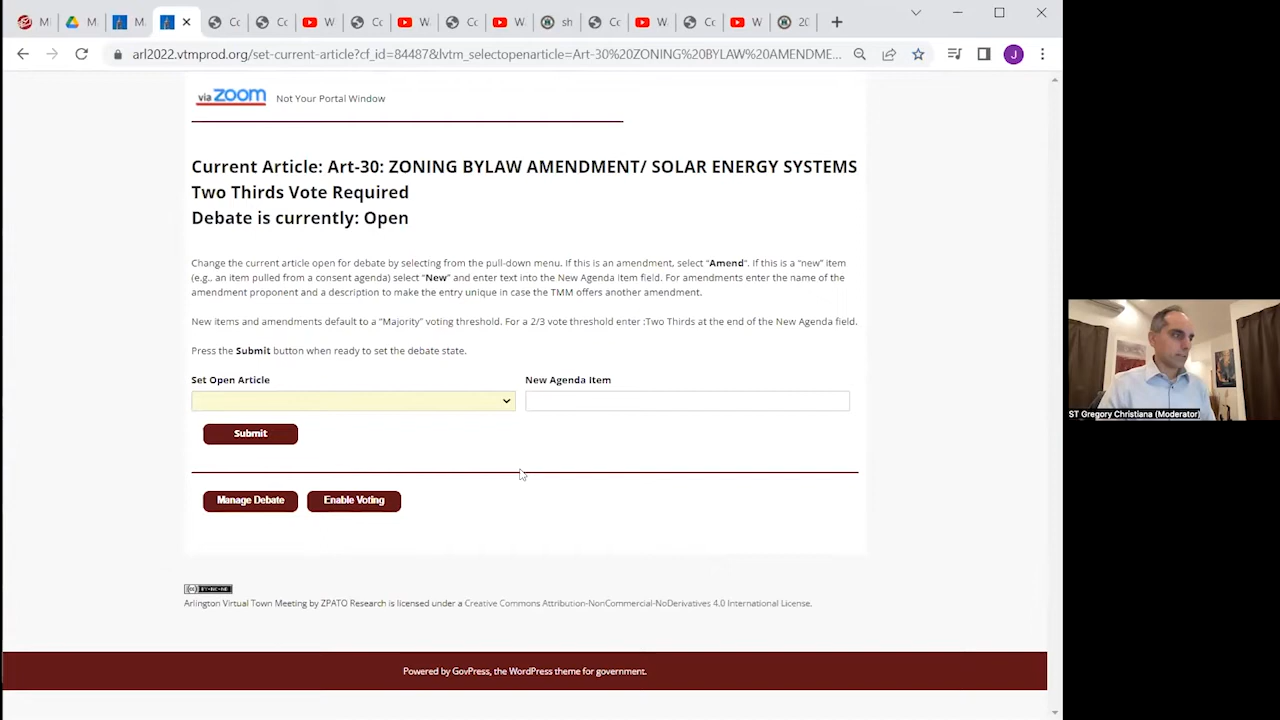 M
M
M
Co
Co
W
Co
W
Co
W
sh
Co
W
Co
W
20
arl2022.vtmprod.org/set-current-article?cf_id=84487&lvtm_selectopenarticle=Art-30%20ZONING%20BYLAW%20AMENDME...
J
via zoom Not Your Portal Window
Current Article: Art-30: ZONING BYLAW AMENDMENT/ SOLAR ENERGY SYSTEMS
Two Thirds Vote Required
Debate is currently: Open
Change the current article open for debate by selecting from the pull-down menu. If this is an amendment, select "Amend". If this is a "new" item
(e.g., an item pulled from a consent agenda) select "New" and enter text into the New Agenda Item field. For amendments enter the name of the
amendment proponent and a description to make the entry unique in case the TMM offers another amendment.
New items and amendments default to a "Majority" voting threshold. For a 2/3 vote threshold enter :Two Thirds at the end of the New Agenda field.
Press the Submit button when ready to set the debate state.
Set Open Article New Agenda Item
Submit
Manage Debate Enable Voting
ST Gregory Christiana (Moderator)
Arlington Virtual Town Meeting by ZPATO Research is licensed under a Creative Commons Attribution-NonCommercial-NoDerivatives 4.0 International License.
Powered by GovPress, the WordPress theme for government.